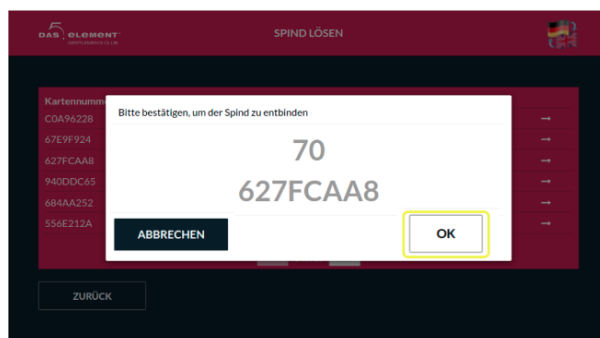 DAS 5 ELEMENT
SPIND LÖSEN
Kartennumm
C0A96228
67E9F924
627FCAA8
940DDC65
684AA252
556E212A
Bitte bestätigen, um der Spind zu entbinden
70
627FCAA8
ABBRECHEN
OK
ZURÜCK